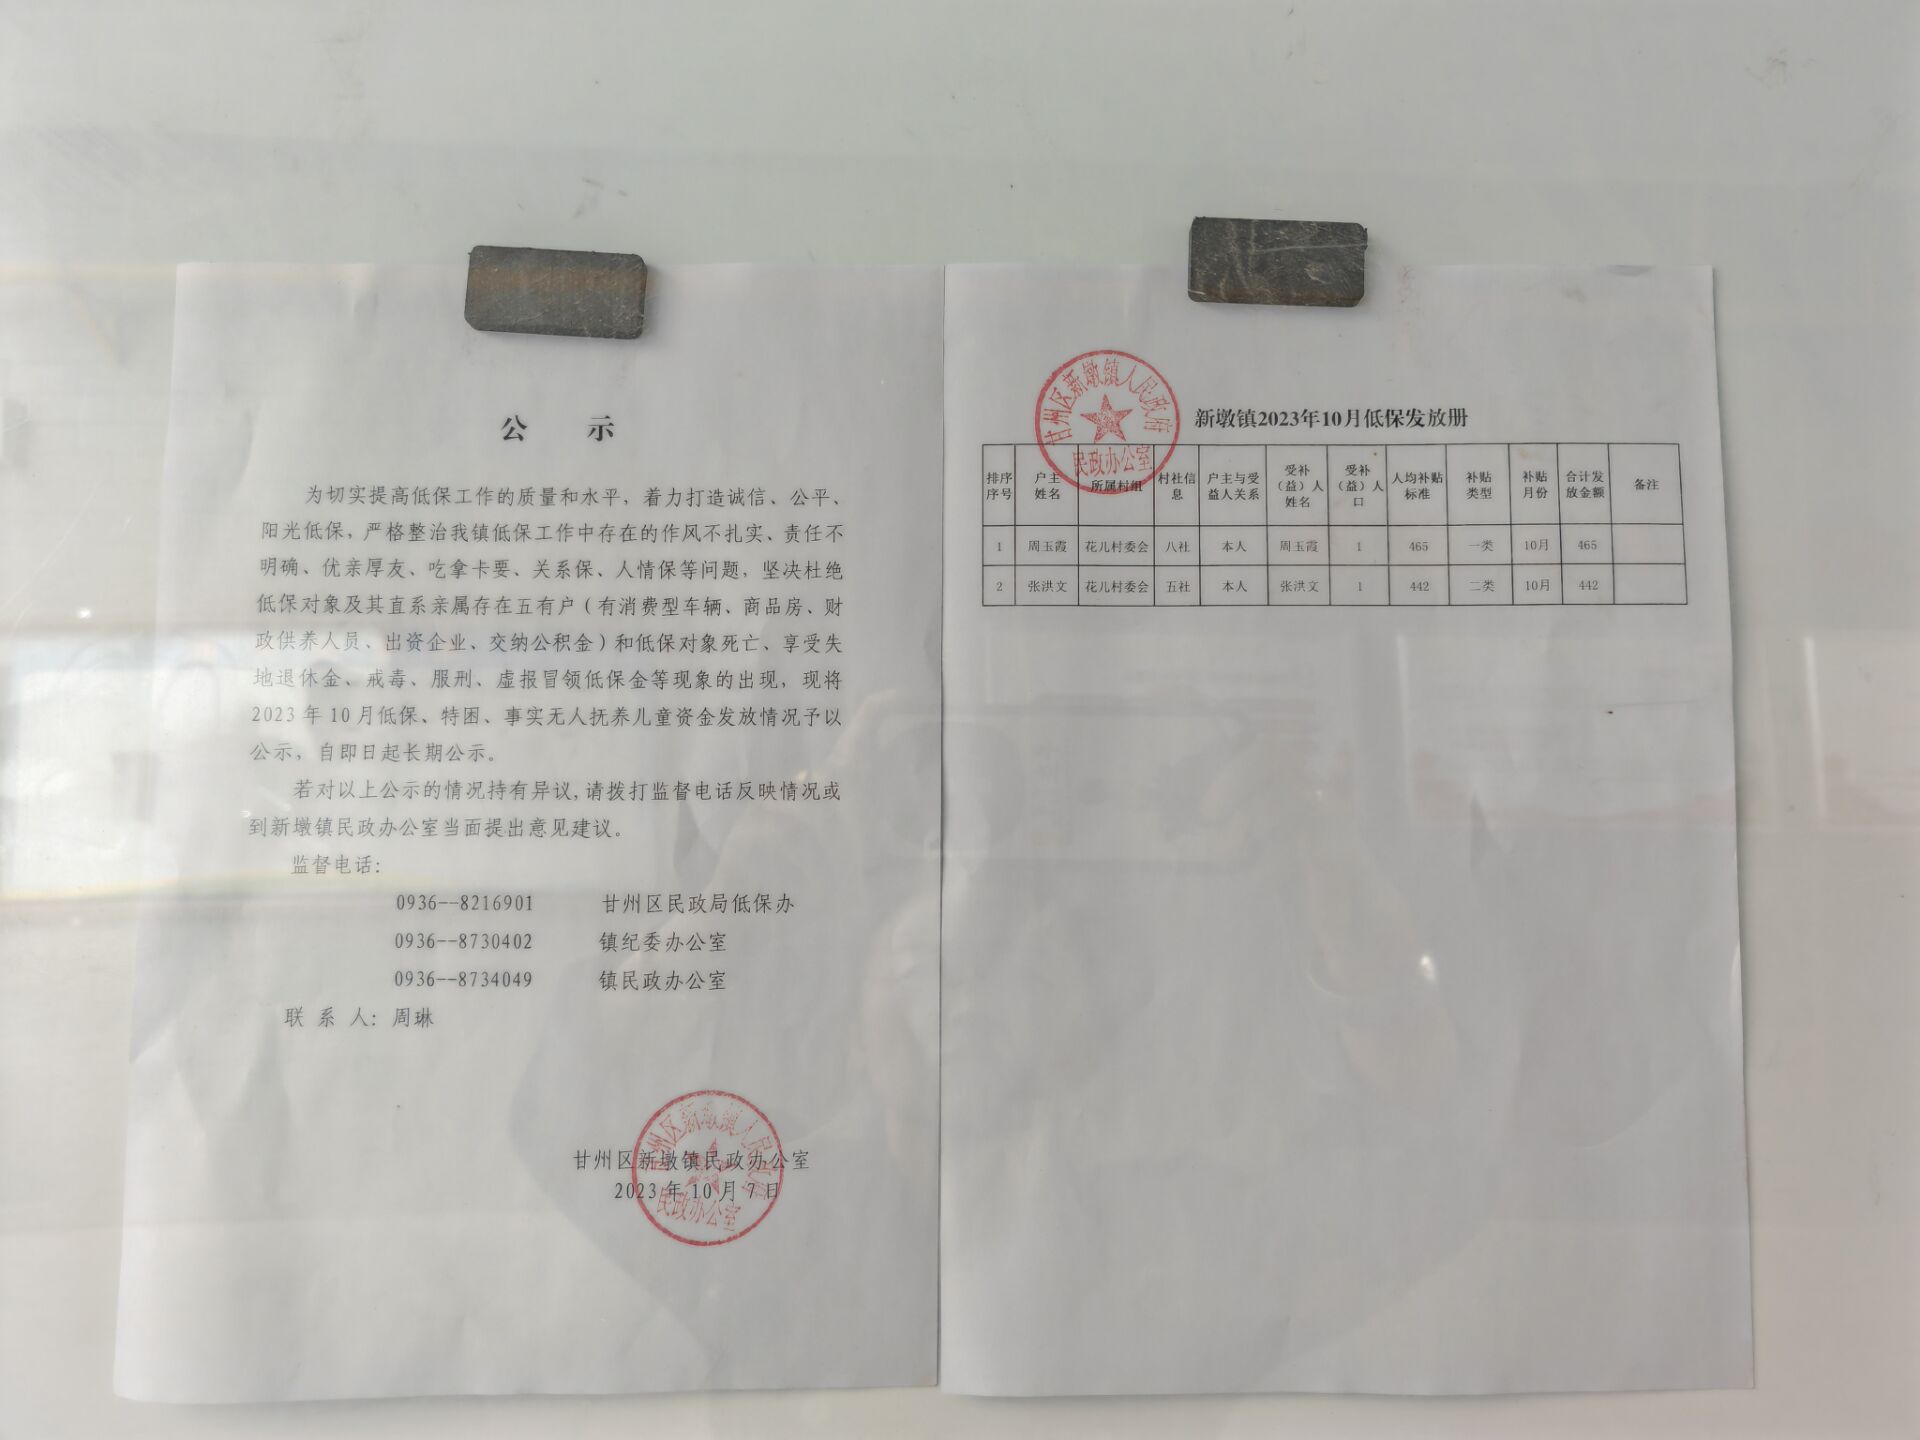 公 示
为切实提高低保工作的质量和水平，着力打造诚信、公平、
阳光低保，严格整治我镇低保工作中存在的作风不扎实、责任不
明确、优亲厚友、吃拿卡要、关系保、人情保等问题，坚决杜绝
低保对象及其直系亲属存在五有户（有消费型车辆、商品房、财
政供养人员、出资企业、交纳公积金）和低保对象死亡、享受失
地退休金、戒毒、服刑、虚报冒领低保金等现象的出现，现将
2023年10月低保、特困、事实无人抚养儿童资金发放情况予以
公示，自即日起长期公示。
若对以上公示的情况持有异议,请拨打监督电话反映情况或
到新墩镇民政办公室当面提出意见建议。
监督电话：
0936--8216901 甘州区民政局低保办
0936--8730402 镇纪委办公室
0936--8734049 镇民政办公室
联 系 人：周琳
甘州区新墩镇民政办公室
2023年10月7日
甘州区新墩镇人民政府
民政办公室
甘州区新墩镇人民政府
民政办公室
新墩镇2023年10月低保发放册
排序序号 户主姓名 所属村组 村社信息 户主与受益人关系 受补（益）人姓名 受补（益）人口 人均补贴标准 补贴类型 补贴月份 合计发放金额 备注
1 周玉霞 花儿村委会 八社 本人 周玉霞 1 465 一类 10月 465
2 张洪文 花儿村委会 五社 本人 张洪文 1 442 二类 10月 442